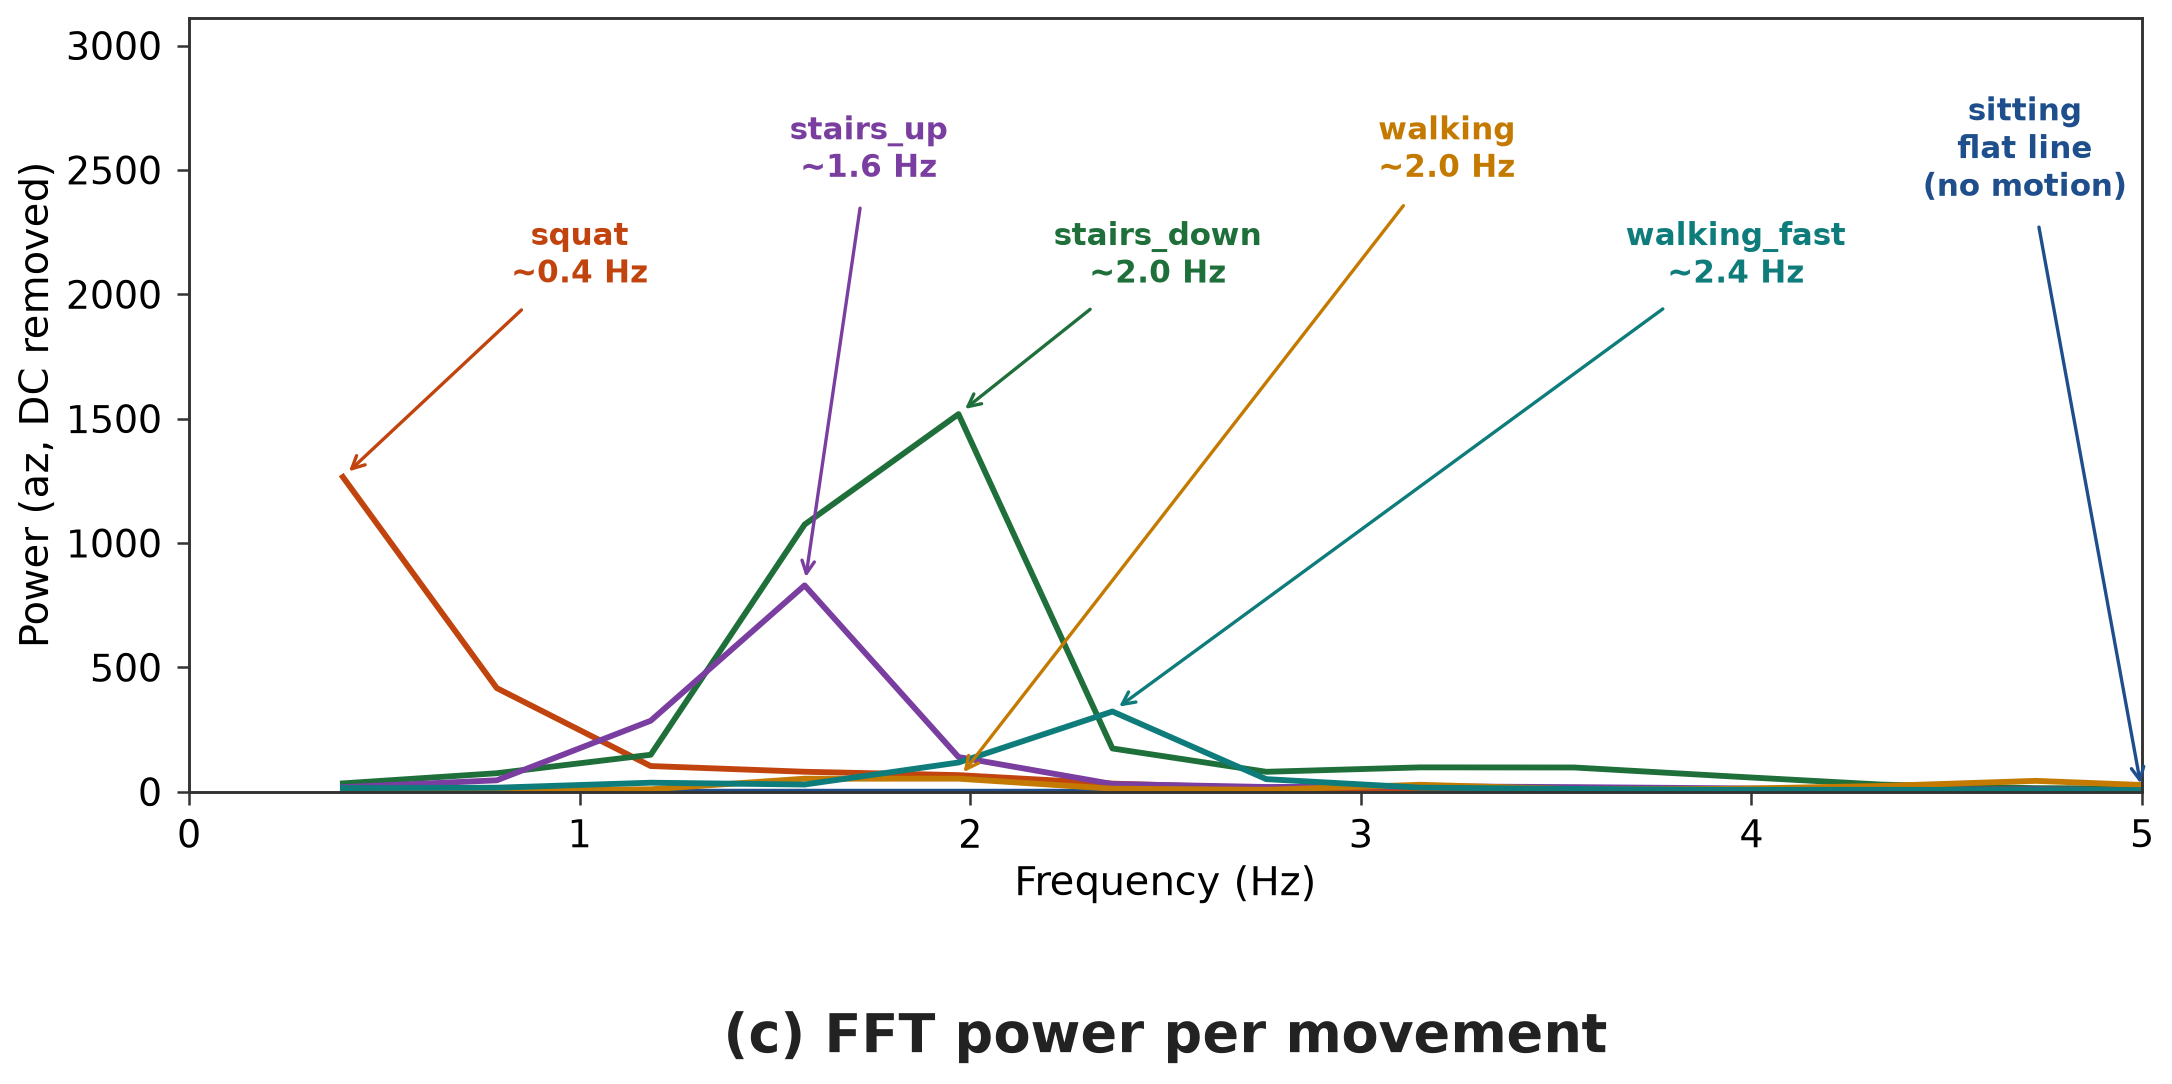 3000
2500
2000
1500
1000
500
0
Power (az, DC removed)
squat
~0.4 Hz
stairs_up
~1.6 Hz
stairs_down
~2.0 Hz
walking
~2.0 Hz
walking_fast
~2.4 Hz
sitting
flat line
(no motion)
0 1 2 3 4 5
Frequency (Hz)
(c) FFT power per movement